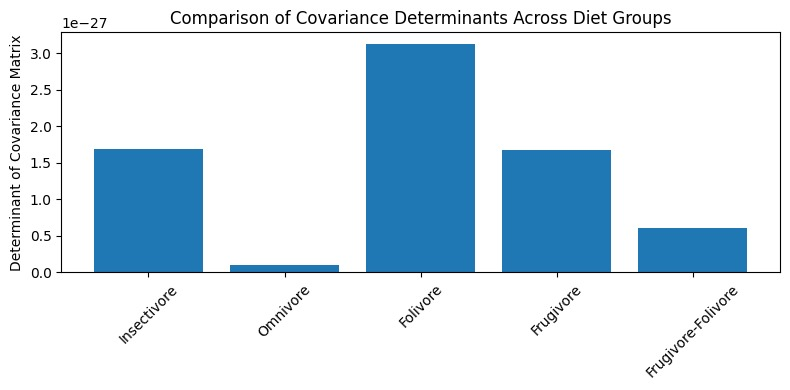 Comparison of Covariance Determinants Across Diet Groups
1e−27
Determinant of Covariance Matrix
3.0
2.5
2.0
1.5
1.0
0.5
0.0
Insectivore
Omnivore
Folivore
Frugivore
Frugivore-Folivore